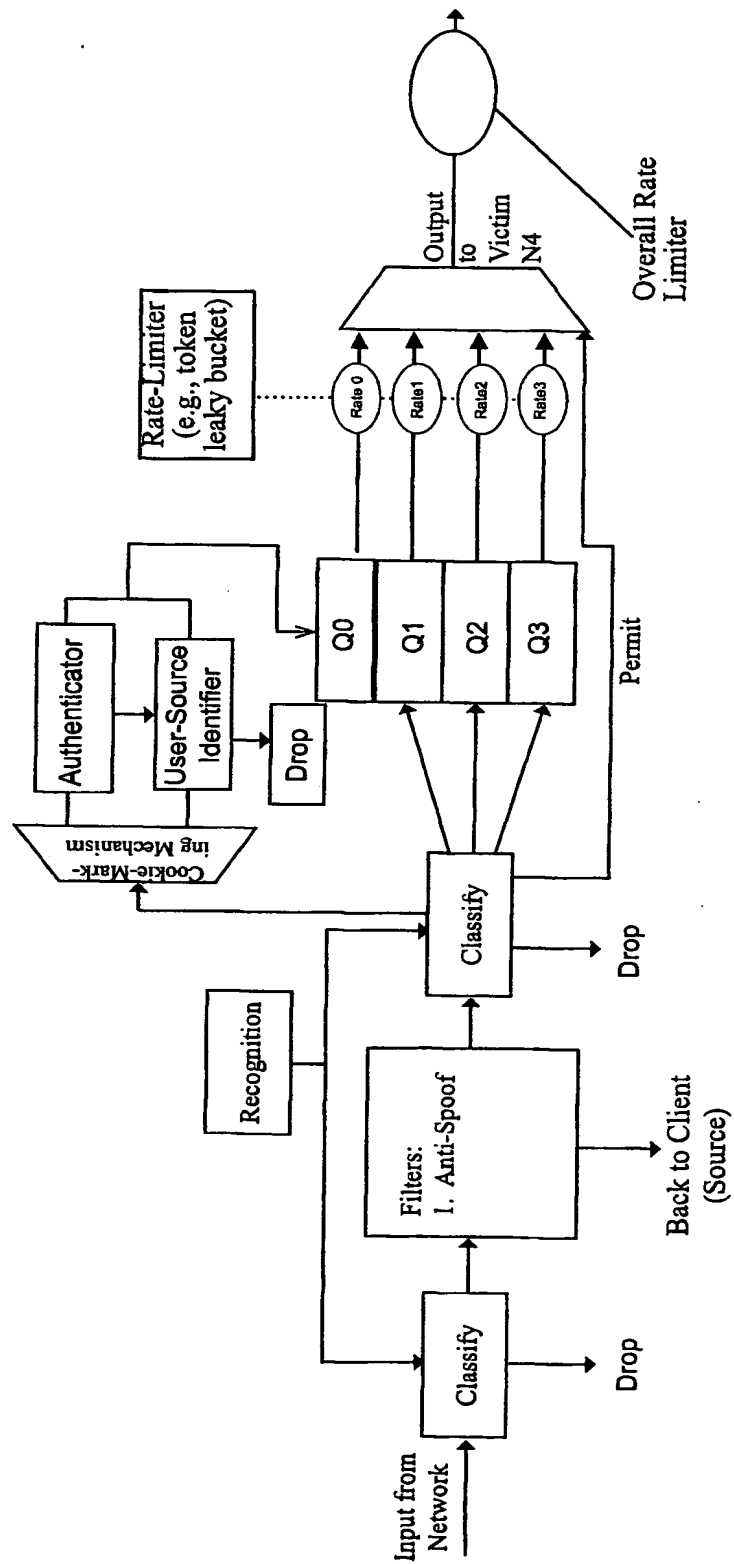 Input from
Network
Classify
Drop
Recognition
Filters:
1. Anti-Spoof
Back to Client
(Source)
Classify
Drop
Cookie-Mark-
ing Mechanism
Authenticator
User-Source
Identifier
Drop
Q0
Q1
Q2
Q3
Permit
Rate-Limiter
(e.g., token
leaky bucket)
Rate 0
Rate1
Rate2
Rate3
Output
to
Victim
N4
Overall Rate
Limiter